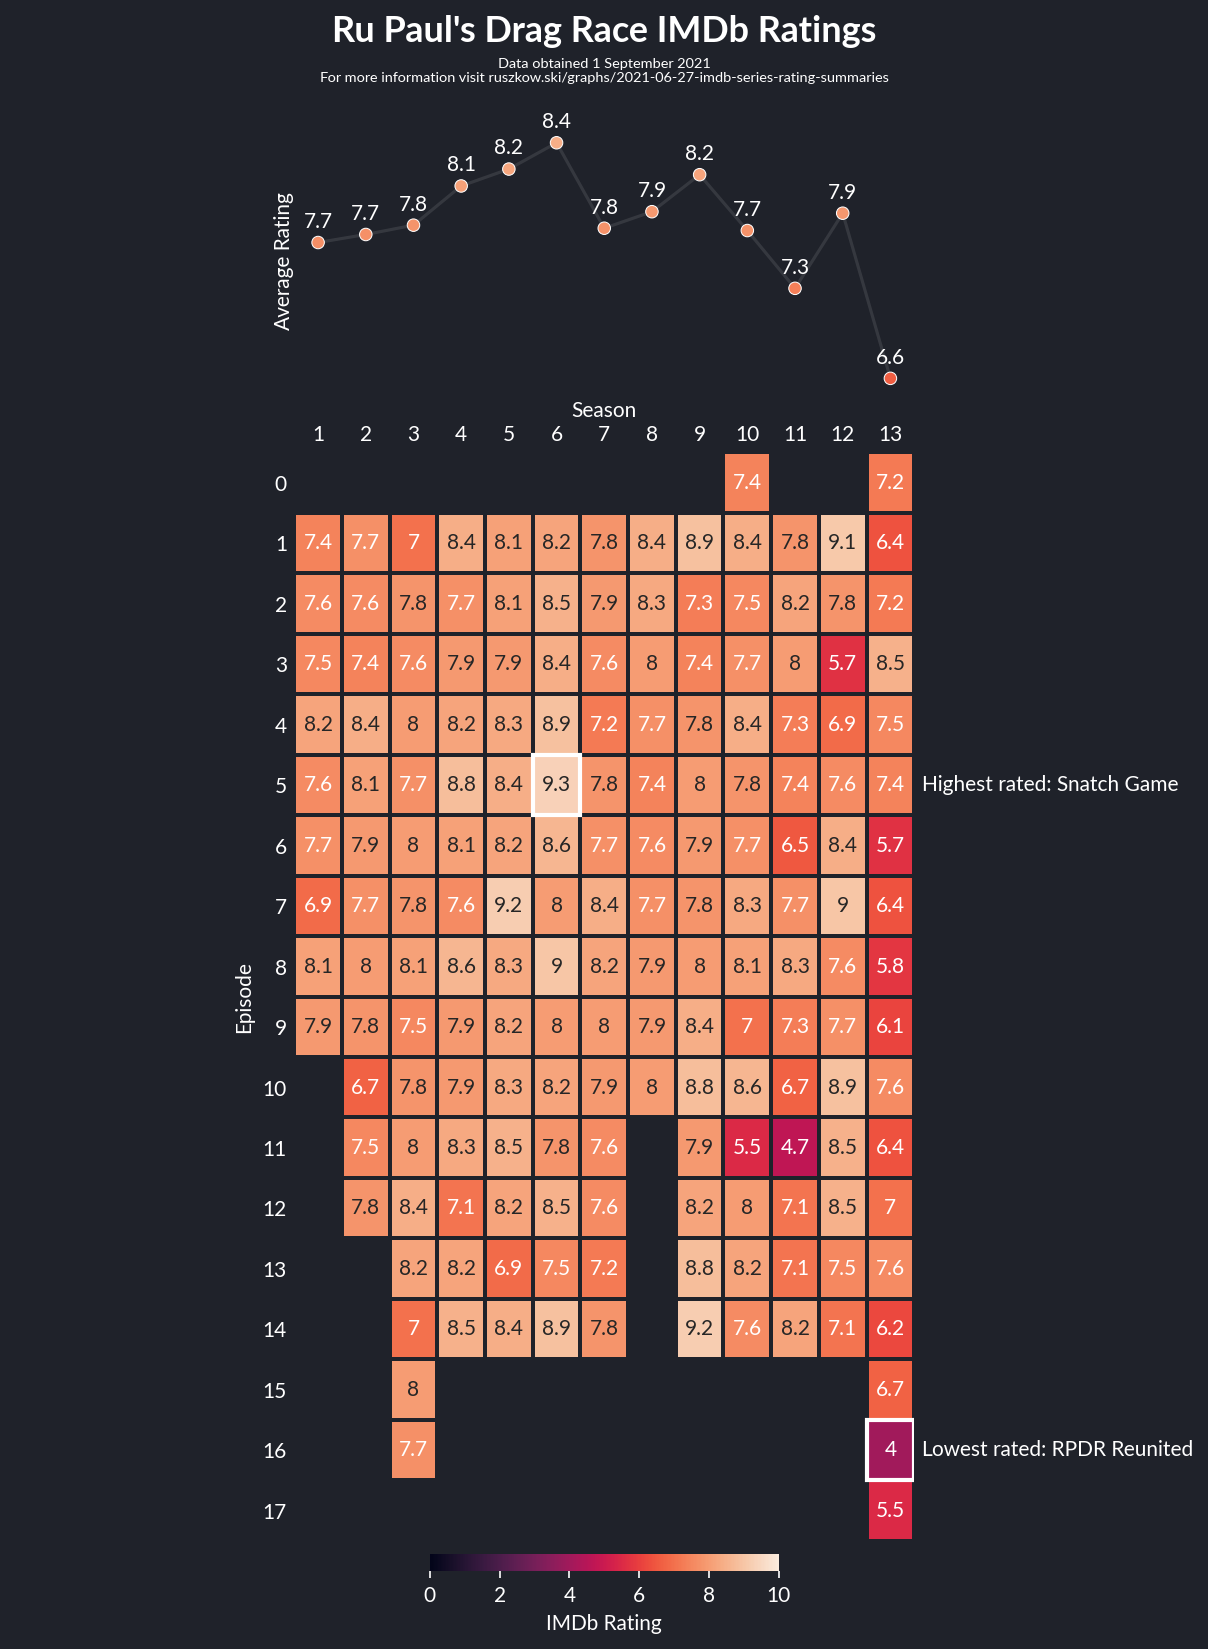 Ru Paul's Drag Race IMDb Ratings
Data obtained 1 September 2021
For more information visit ruszkow.ski/graphs/2021-06-27-imdb-series-rating-summaries
Average Rating
7.7 7.7 7.8 8.1 8.2 8.4 7.8 7.9 8.2 7.7 7.3 7.9 6.6
Season
1 2 3 4 5 6 7 8 9 10 11 12 13
Episode
0 7.4 7.2
1 7.4 7.7 7 8.4 8.1 8.2 7.8 8.4 8.9 8.4 7.8 9.1 6.4
2 7.6 7.6 7.8 7.7 8.1 8.5 7.9 8.3 7.3 7.5 8.2 7.8 7.2
3 7.5 7.4 7.6 7.9 7.9 8.4 7.6 8 7.4 7.7 8 5.7 8.5
4 8.2 8.4 8 8.2 8.3 8.9 7.2 7.7 7.8 8.4 7.3 6.9 7.5
5 7.6 8.1 7.7 8.8 8.4 9.3 7.8 7.4 8 7.8 7.4 7.6 7.4 Highest rated: Snatch Game
6 7.7 7.9 8 8.1 8.2 8.6 7.7 7.6 7.9 7.7 6.5 8.4 5.7
7 6.9 7.7 7.8 7.6 9.2 8 8.4 7.7 7.8 8.3 7.7 9 6.4
8 8.1 8 8.1 8.6 8.3 9 8.2 7.9 8 8.1 8.3 7.6 5.8
9 7.9 7.8 7.5 7.9 8.2 8 8 7.9 8.4 7 7.3 7.7 6.1
10 6.7 7.8 7.9 8.3 8.2 7.9 8 8.8 8.6 6.7 8.9 7.6
11 7.5 8 8.3 8.5 7.8 7.6 7.9 5.5 4.7 8.5 6.4
12 7.8 8.4 7.1 8.2 8.5 7.6 8.2 8 7.1 8.5 7
13 8.2 8.2 6.9 7.5 7.2 8.8 8.2 7.1 7.5 7.6
14 7 8.5 8.4 8.9 7.8 9.2 7.6 8.2 7.1 6.2
15 8 6.7
16 7.7 4 Lowest rated: RPDR Reunited
17 5.5
0 2 4 6 8 10
IMDb Rating